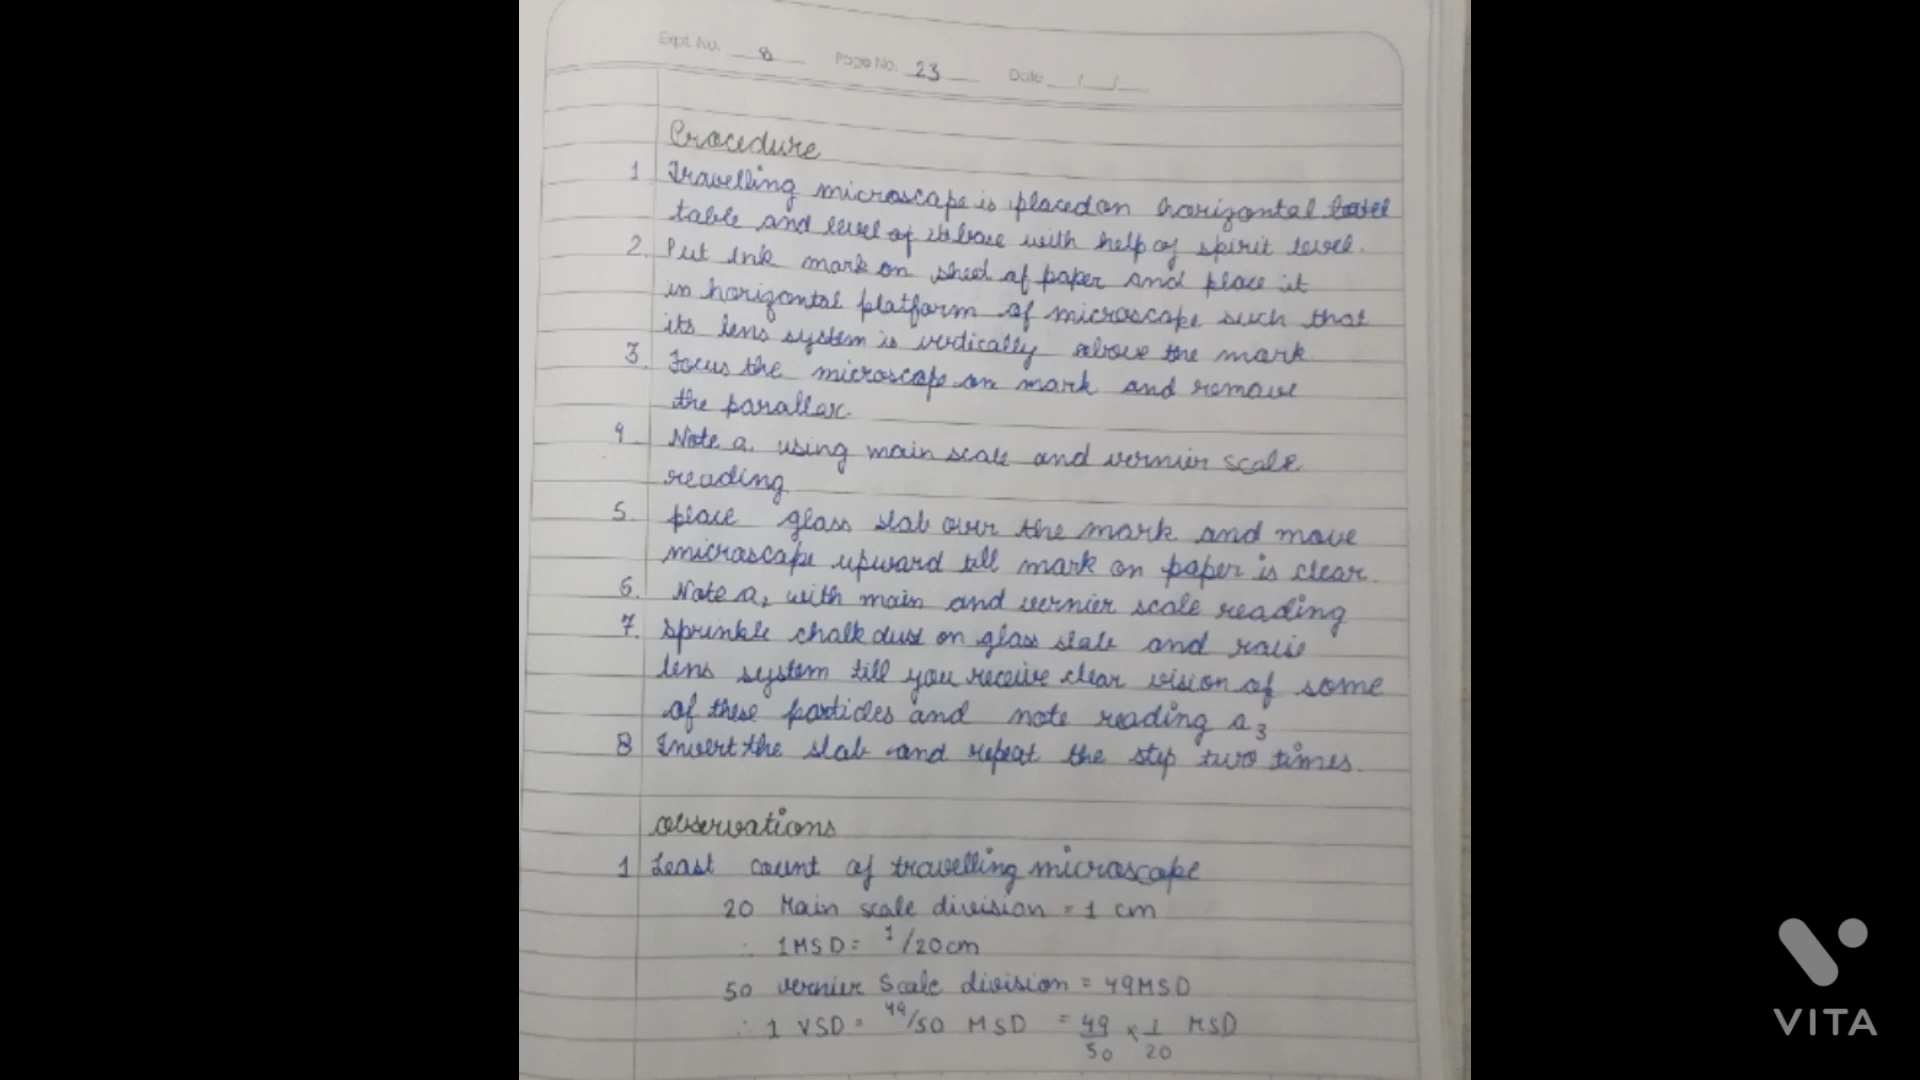 Expt. No. 8 Page No. 23 Date / /
Procedure
1 Travelling microscope is placed on horizontal
table and level of its base with help of spirit level.
2. Put ink mark on sheet of paper and place it
in horizontal platform of microscope such that
its lens system is vertically above the mark.
3. Focus the microscope on mark and remove
the parallax.
4 Note a₁ using main scale and vernier scale
reading
5. place glass slab over the mark and move
microscope upward till mark on paper is clear.
6. Note a₂ with main and vernier scale reading
7. sprinkle chalk dust on glass slab and raise
lens system till you receive clear vision of some
of these particles and note reading a₃
8 Invert the slab and repeat the step two times.
observations
1 Least count of travelling microscope
20 Main scale division = 1 cm
∴ 1MSD = 1/20cm
50 vernier Scale division = 49MSD
∴ 1 VSD = 49/50 MSD = 49/50 × 1/20 MSD
VITA